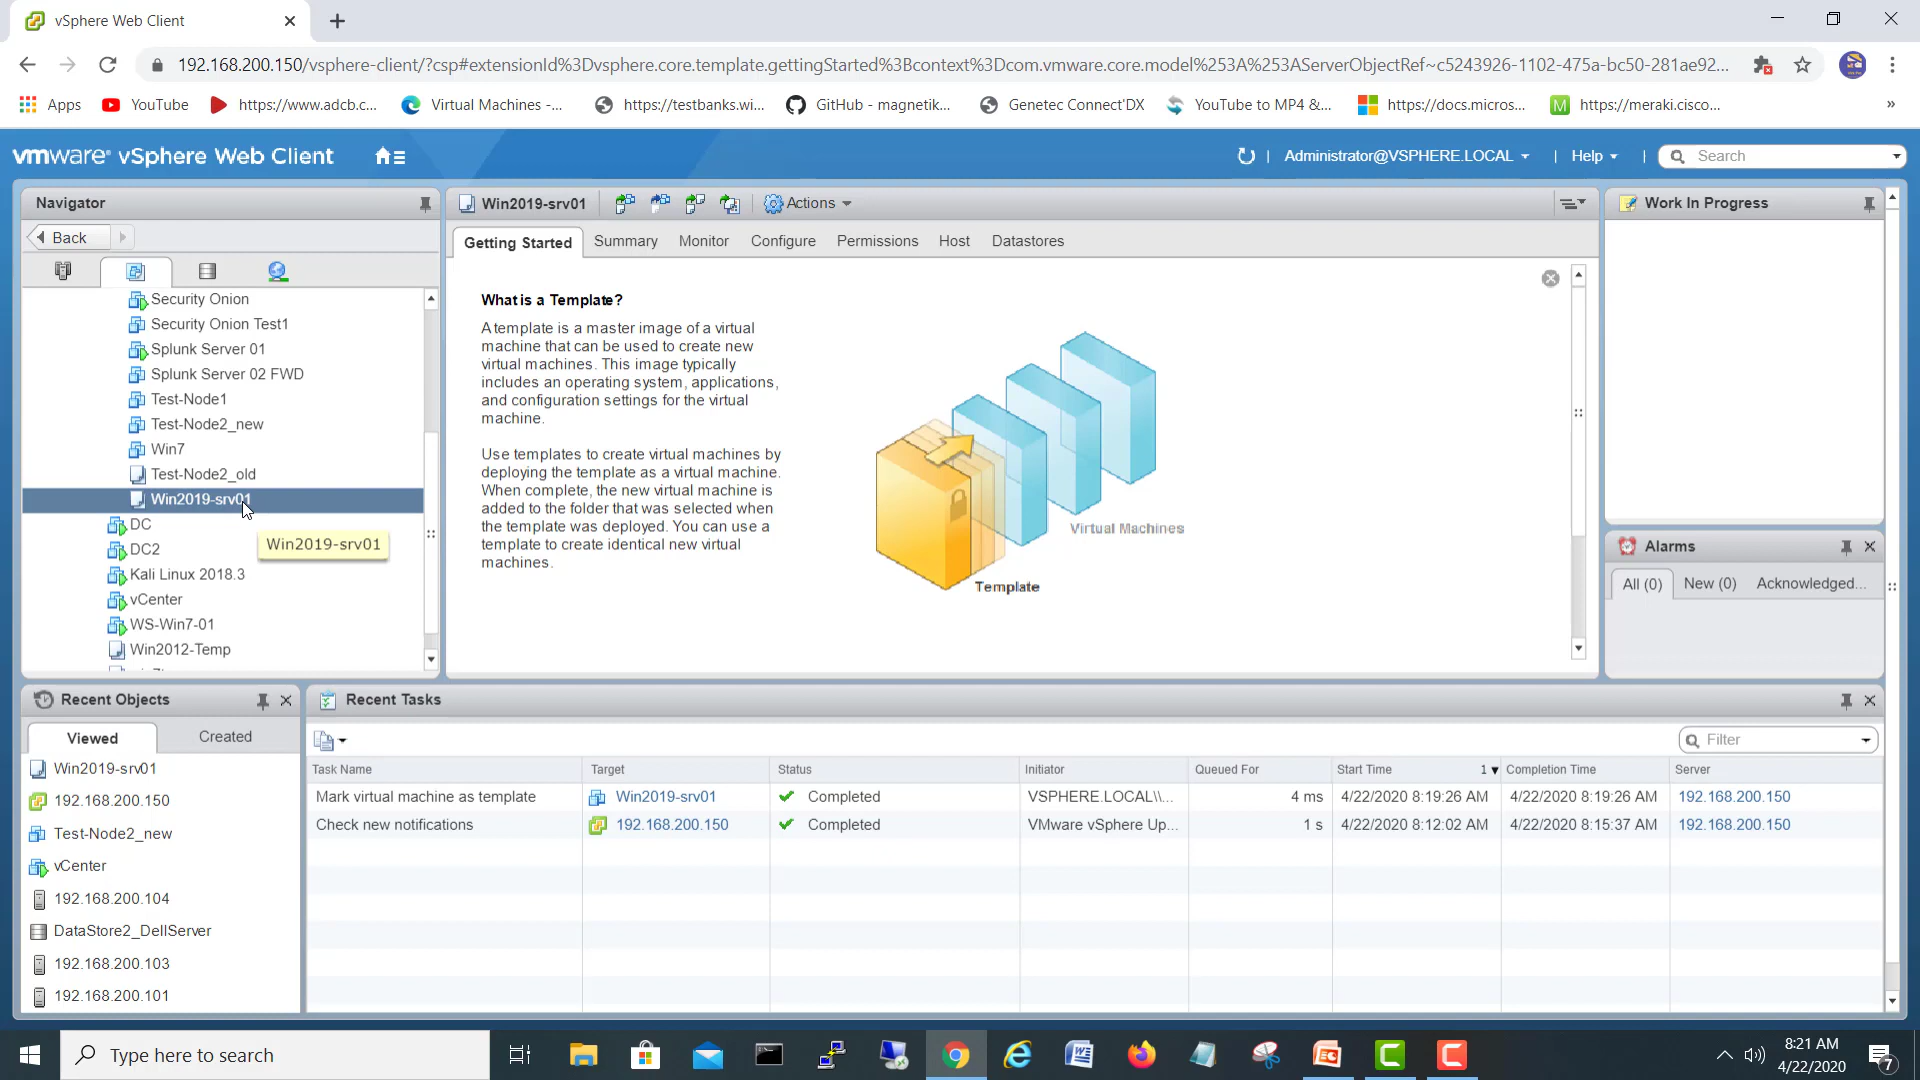 vSphere Web Client
192.168.200.150/vsphere-client/?csp#extensionId%3Dvsphere.core.template.gettingStarted%3Bcontext%3Dcom.vmware.core.model%253A%253AServerObjectRef~c5243926-1102-475a-bc50-281ae92...
Apps
YouTube
https://www.adcb.c...
Virtual Machines -...
https://testbanks.wi...
GitHub - magnetik...
Genetec Connect'DX
YouTube to MP4 &...
https://docs.micros...
https://meraki.cisco...
»
vmware® vSphere Web Client
Administrator@VSPHERE.LOCAL
Help
Search
Navigator
Back
Security Onion
Security Onion Test1
Splunk Server 01
Splunk Server 02 FWD
Test-Node1
Test-Node2_new
Win7
Test-Node2_old
Win2019-srv01
DC
DC2
Kali Linux 2018.3
vCenter
WS-Win7-01
Win2012-Temp
Win2019-srv01
Win2019-srv01
Actions
Getting Started
Summary
Monitor
Configure
Permissions
Host
Datastores
What is a Template?
A template is a master image of a virtual
machine that can be used to create new
virtual machines. This image typically
includes an operating system, applications,
and configuration settings for the virtual
machine.
Use templates to create virtual machines by
deploying the template as a virtual machine.
When complete, the new virtual machine is
added to the folder that was selected when
the template was deployed. You can use a
template to create identical new virtual
machines.
Virtual Machines
Template
Work In Progress
Alarms
All (0)
New (0)
Acknowledged...
Recent Objects
Viewed
Created
Win2019-srv01
192.168.200.150
Test-Node2_new
vCenter
192.168.200.104
DataStore2_DellServer
192.168.200.103
192.168.200.101
Recent Tasks
Filter
Task Name Target Status Initiator Queued For Start Time 1 Completion Time Server
Mark virtual machine as template Win2019-srv01 Completed VSPHERE.LOCAL\\... 4 ms 4/22/2020 8:19:26 AM 4/22/2020 8:19:26 AM 192.168.200.150
Check new notifications 192.168.200.150 Completed VMware vSphere Up... 1 s 4/22/2020 8:12:02 AM 4/22/2020 8:15:37 AM 192.168.200.150
Type here to search
8:21 AM
4/22/2020
7